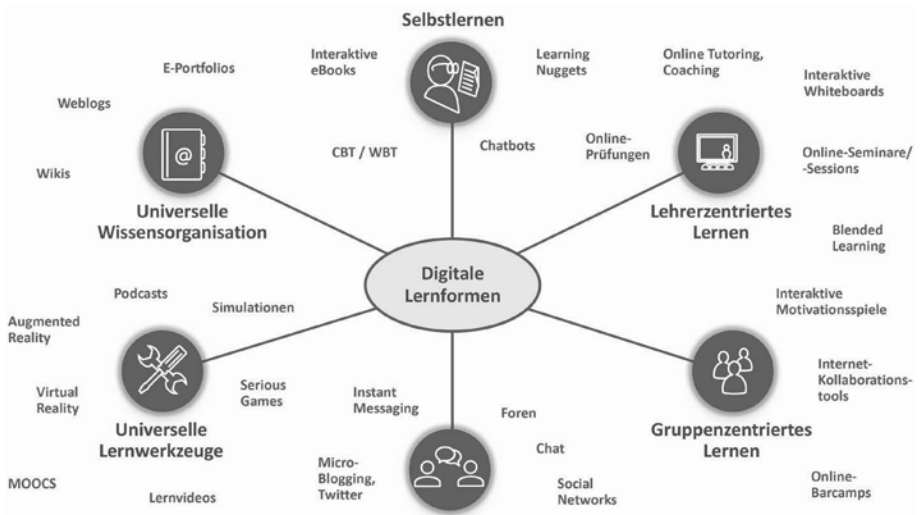 Selbstlernen
E-Portfolios
Interaktive
eBooks
Learning
Nuggets
Online Tutoring,
Coaching
Interaktive
Whiteboards
Weblogs
CBT / WBT
Chatbots
Online-
Prüfungen
Online-Seminare/
-Sessions
Wikis
@
Universelle
Wissensorganisation
Lehrerzentriertes
Lernen
Blended
Learning
Digitale
Lernformen
Podcasts
Simulationen
Interaktive
Motivationsspiele
Augmented
Reality
Virtual
Reality
Serious
Games
Instant
Messaging
Foren
Internet-
Kollaborations-
tools
Universelle
Lernwerkzeuge
Gruppenzentriertes
Lernen
Chat
Micro-
Blogging,
Twitter
Social
Networks
MOOCS
Lernvideos
Online-
Barcamps